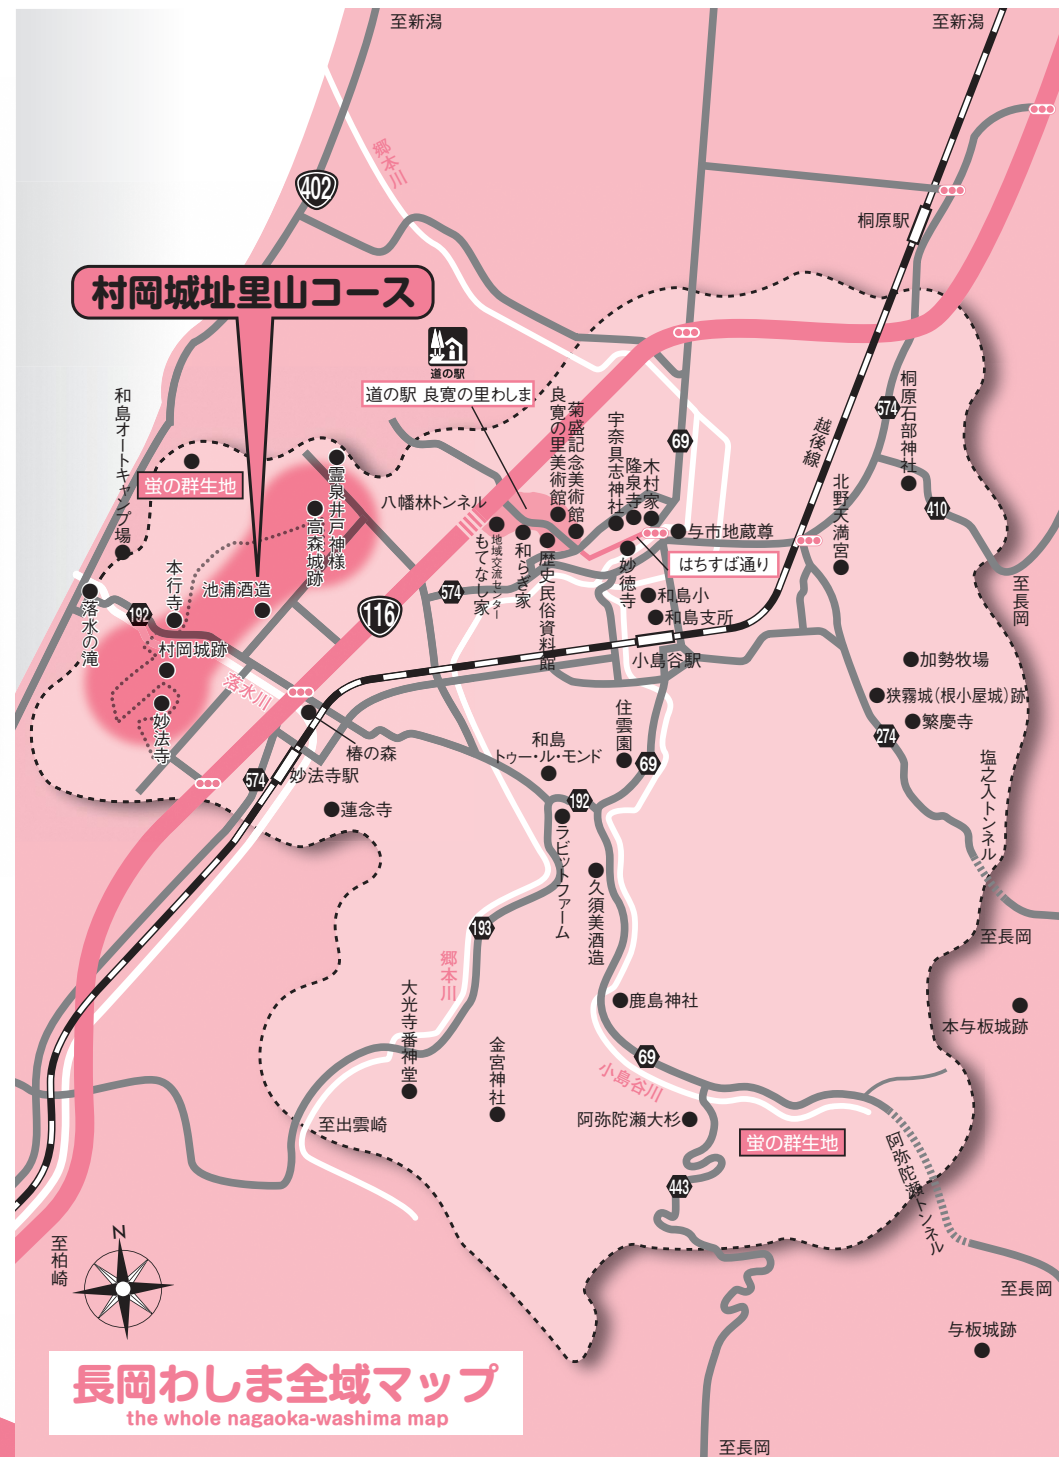 至新潟
至新潟
郷本川
402
桐原駅
村岡城址里山コース
道の駅
道の駅 良寛の里わしま
和島オートキャンプ場
蛍の群生地
霊泉井戸神様
高森城跡
八幡林トンネル
良寛の里美術館
菊盛記念美術館
宇奈具志神社
隆泉寺
木村家
69
越後線
574
桐原石部神社
北野天満宮
410
与市地蔵尊
はちすば通り
地域交流センター
もてなし家
和らぎ家
歴史民俗資料館
妙徳寺
和島小
和島支所
小島谷駅
至長岡
本行寺
池浦酒造
192
落水の滝
村岡城跡
妙法寺
落水川
116
574
椿の森
574
妙法寺駅
蓮念寺
和島
トゥー・ル・モンド
住雲園
69
192
ラビットファーム
久須美酒造
加勢牧場
狭霧城(根小屋城)跡
繁慶寺
274
塩之入トンネル
至長岡
本与板城跡
193
郷本川
大光寺番神堂
金宮神社
鹿島神社
69
小島谷川
阿弥陀瀬大杉
蛍の群生地
阿弥陀瀬トンネル
443
至出雲崎
至長岡
与板城跡
至柏崎
N
長岡わしま全域マップ
the whole nagaoka-washima map
至長岡